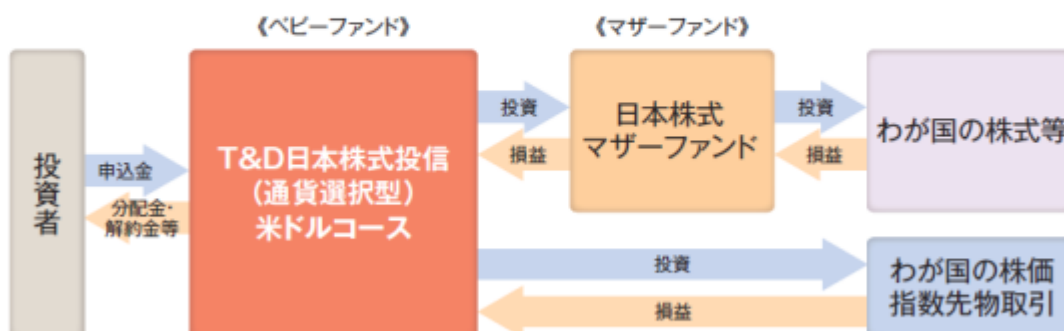 《ベビーファンド》
《マザーファンド》
投資者
申込金
分配金・
解約金等
T&D日本株式投信
(通貨選択型)
米ドルコース
投資
損益
日本株式
マザーファンド
投資
損益
わが国の株式等
投資
損益
わが国の株価
指数先物取引